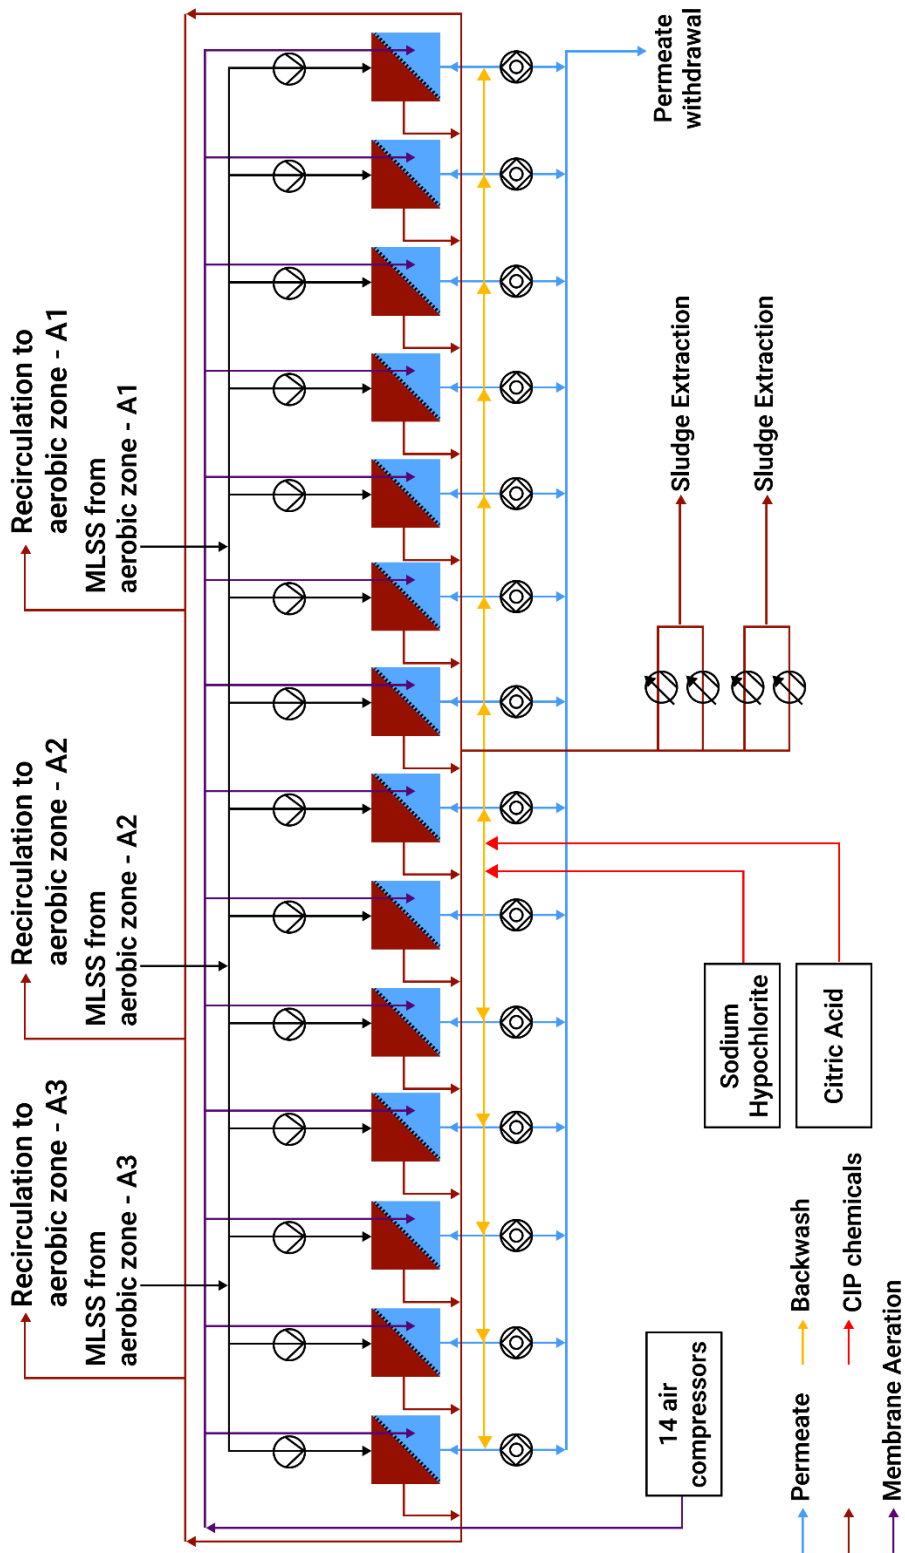 Recirculation to
aerobic zone - A3
MLSS from
aerobic zone - A3
Recirculation to
aerobic zone - A2
MLSS from
aerobic zone - A2
Recirculation to
aerobic zone - A1
MLSS from
aerobic zone - A1
Permeate
withdrawal
Sludge Extraction
Sludge Extraction
Sodium
Hypochlorite
Citric Acid
14 air
compressors
Permeate
Backwash
CIP chemicals
Membrane Aeration